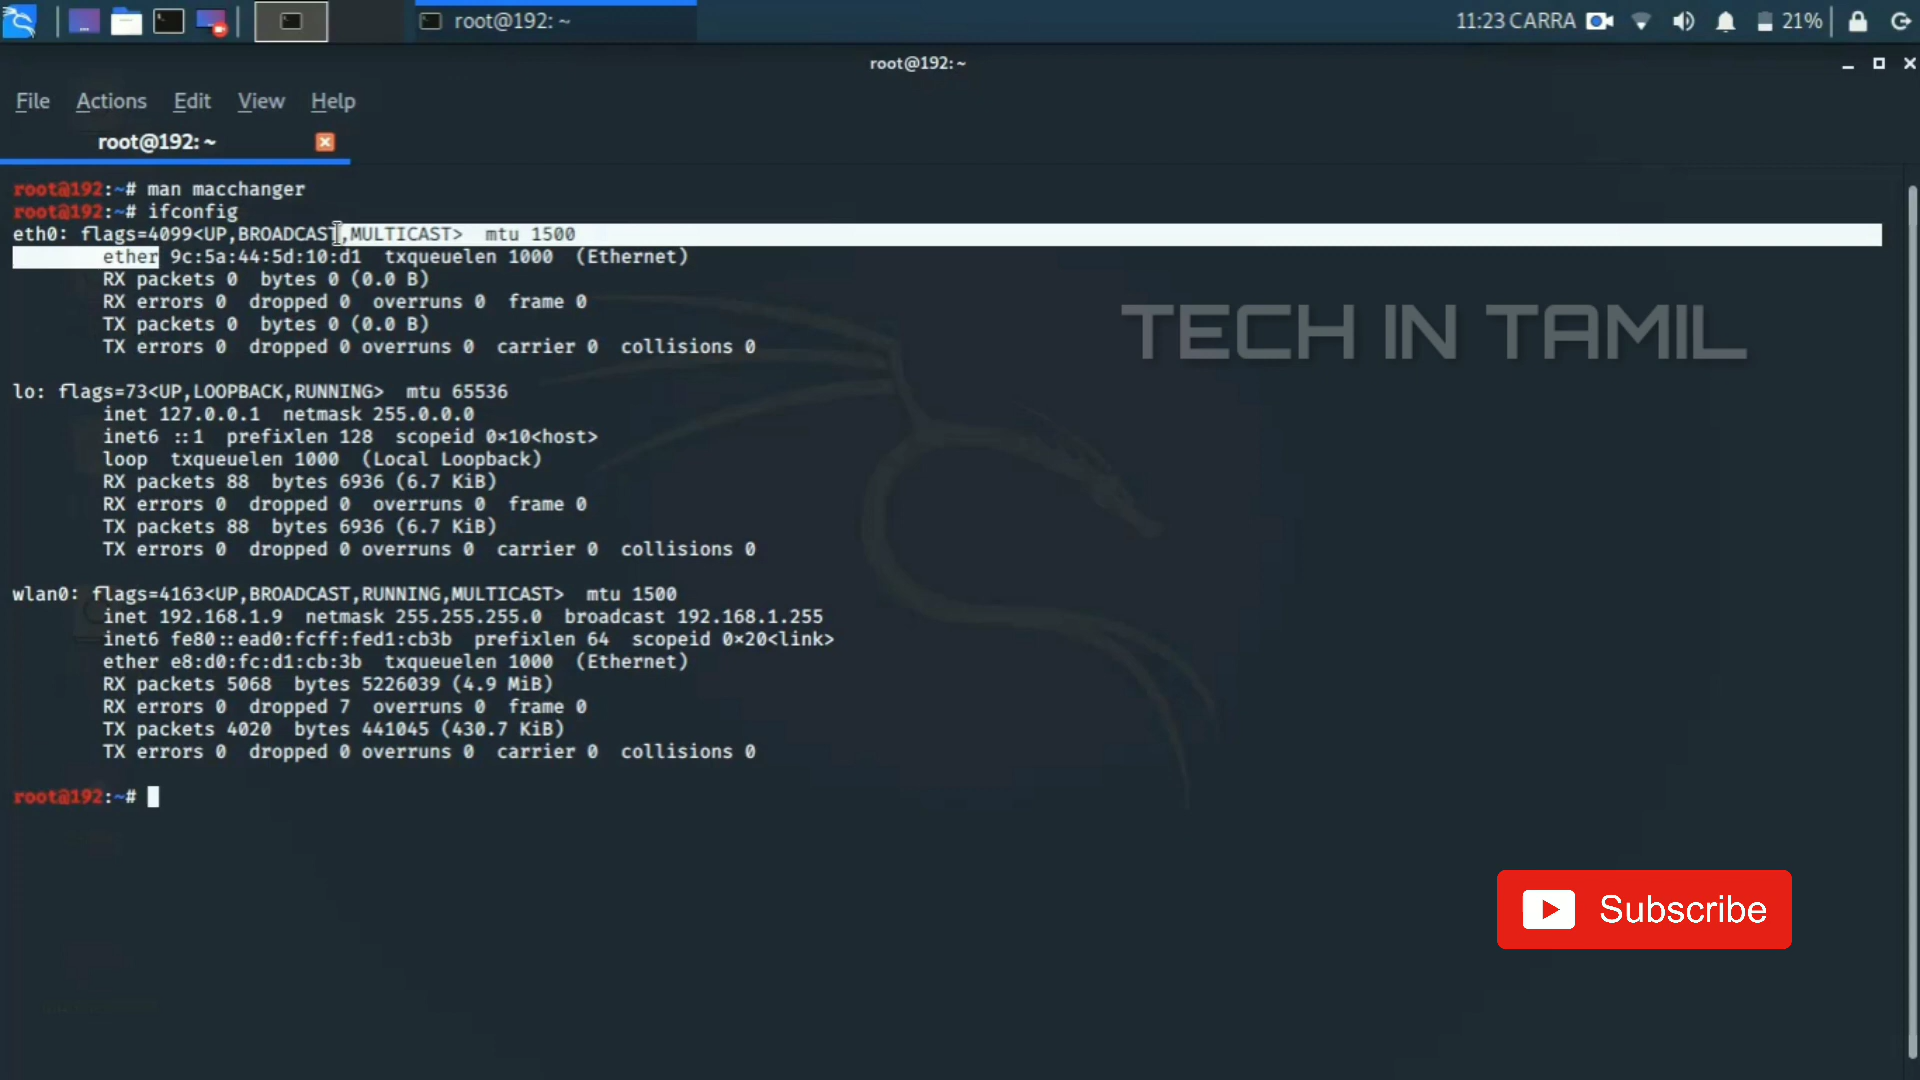 root@192: ~
11:23 CARRA
21%
root@192: ~
File Actions Edit View Help
root@192: ~
root@192:~# man macchanger
root@192:~# ifconfig
eth0: flags=4099<UP,BROADCAST,MULTICAST>  mtu 1500
ether 9c:5a:44:5d:10:d1  txqueuelen 1000  (Ethernet)
RX packets 0  bytes 0 (0.0 B)
RX errors 0  dropped 0  overruns 0  frame 0
TX packets 0  bytes 0 (0.0 B)
TX errors 0  dropped 0 overruns 0  carrier 0  collisions 0
TECH IN TAMIL
lo: flags=73<UP,LOOPBACK,RUNNING>  mtu 65536
inet 127.0.0.1  netmask 255.0.0.0
inet6 ::1  prefixlen 128  scopeid 0x10<host>
loop  txqueuelen 1000  (Local Loopback)
RX packets 88  bytes 6936 (6.7 KiB)
RX errors 0  dropped 0  overruns 0  frame 0
TX packets 88  bytes 6936 (6.7 KiB)
TX errors 0  dropped 0 overruns 0  carrier 0  collisions 0
wlan0: flags=4163<UP,BROADCAST,RUNNING,MULTICAST>  mtu 1500
inet 192.168.1.9  netmask 255.255.255.0  broadcast 192.168.1.255
inet6 fe80::ead0:fcff:fed1:cb3b  prefixlen 64  scopeid 0x20<link>
ether e8:d0:fc:d1:cb:3b  txqueuelen 1000  (Ethernet)
RX packets 5068  bytes 5226039 (4.9 MiB)
RX errors 0  dropped 7  overruns 0  frame 0
TX packets 4020  bytes 441045 (430.7 KiB)
TX errors 0  dropped 0 overruns 0  carrier 0  collisions 0
root@192:~#
Subscribe